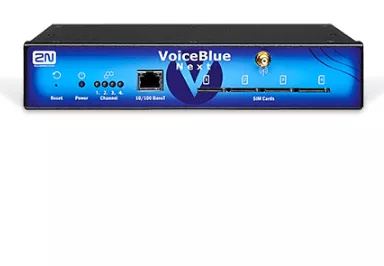 2N
VoiceBlue
Next
Reset
Power
1. 2. 3. 4.
Channel
10/100 BaseT
SIM Cards